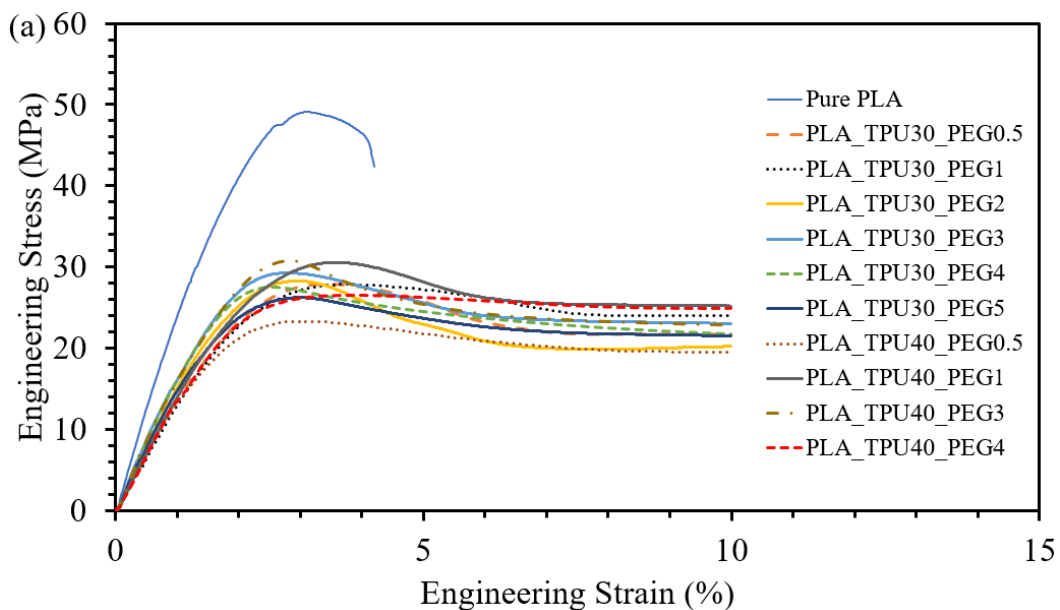 (a)
60
50
40
30
20
10
0
Engineering Stress (MPa)
0 5 10 15
Engineering Strain (%)
Pure PLA
PLA_TPU30_PEG0.5
PLA_TPU30_PEG1
PLA_TPU30_PEG2
PLA_TPU30_PEG3
PLA_TPU30_PEG4
PLA_TPU30_PEG5
PLA_TPU40_PEG0.5
PLA_TPU40_PEG1
PLA_TPU40_PEG3
PLA_TPU40_PEG4